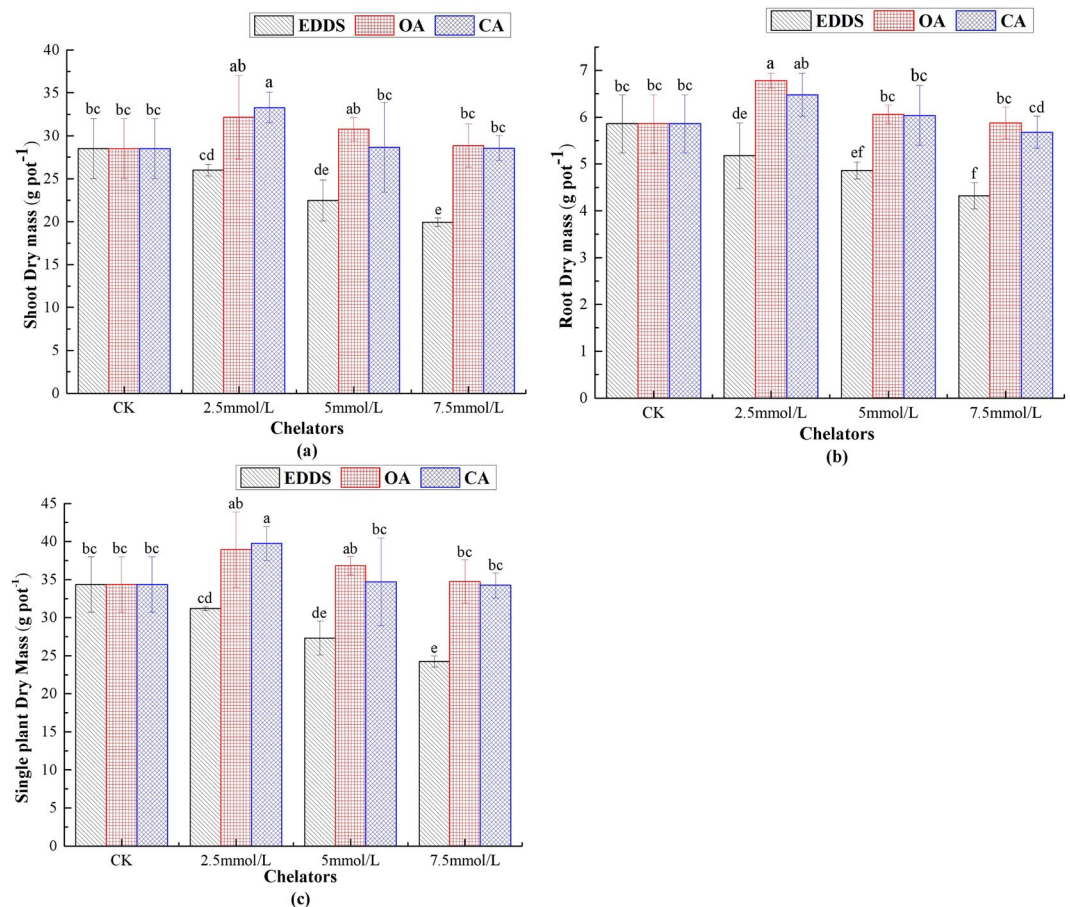 EDDS OA CA
40
35
30
25
20
15
10
5
0
Shoot Dry mass (g pot⁻¹)
bc bc bc
cd ab a
de ab bc
e bc bc
CK 2.5mmol/L 5mmol/L 7.5mmol/L
Chelators
(a)
EDDS OA CA
7
6
5
4
3
2
1
0
Root Dry mass (g pot⁻¹)
bc bc bc
de a ab
ef bc bc
f bc cd
CK 2.5mmol/L 5mmol/L 7.5mmol/L
Chelators
(b)
EDDS OA CA
45
40
35
30
25
20
15
10
5
0
Single plant Dry Mass (g pot⁻¹)
bc bc bc
cd ab a
de ab bc
e bc bc
CK 2.5mmol/L 5mmol/L 7.5mmol/L
Chelators
(c)